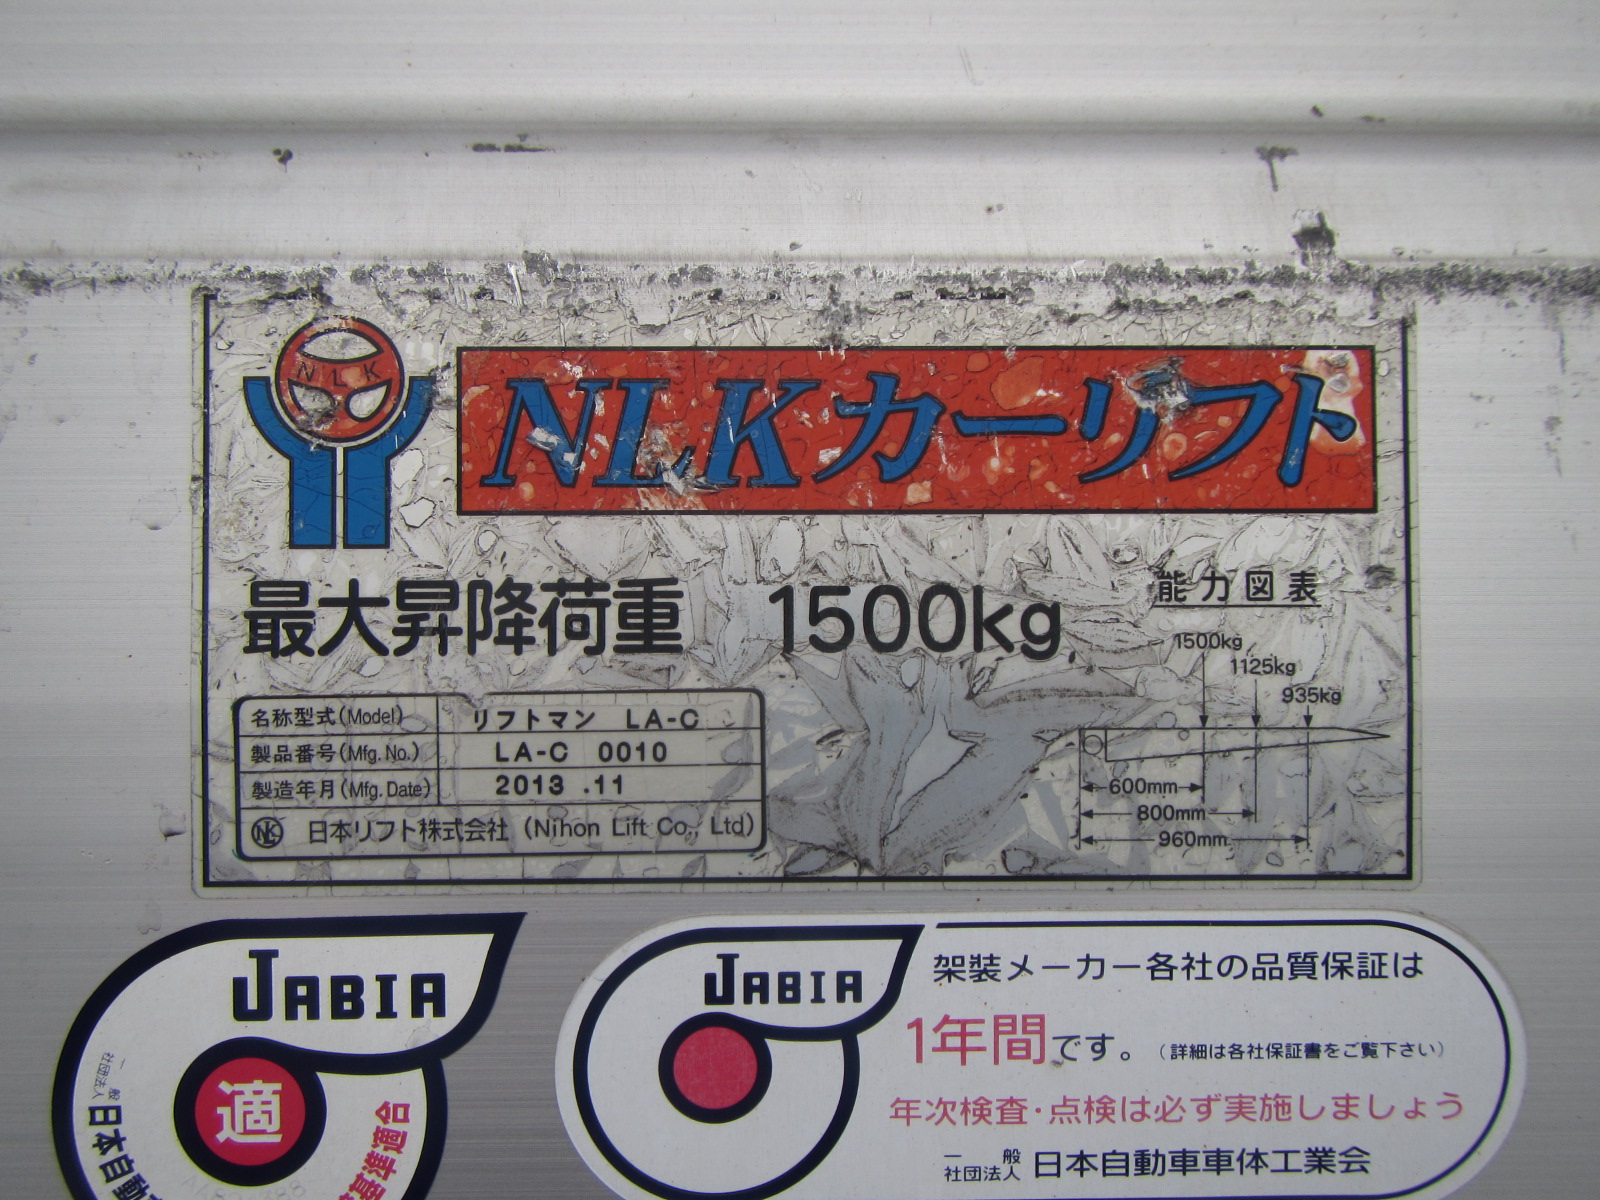 NLK
NLKカーリフト
最大昇降荷重 1500kg
名称型式(Model) リフトマン LA-C
製品番号(Mfg. No.) LA-C 0010
製造年月(Mfg. Date) 2013 .11
NLK 日本リフト株式会社 (Nihon Lift Co., Ltd)
能力図表
1500kg
1125kg
935kg
600mm
800mm
960mm
JABIA
適
一般
社団法人
日本自動
基準適合
JABIA
架装メーカー各社の品質保証は
1年間です。(詳細は各社保証書をご覧下さい)
年次検査・点検は必ず実施しましょう
一般
社団法人 日本自動車車体工業会